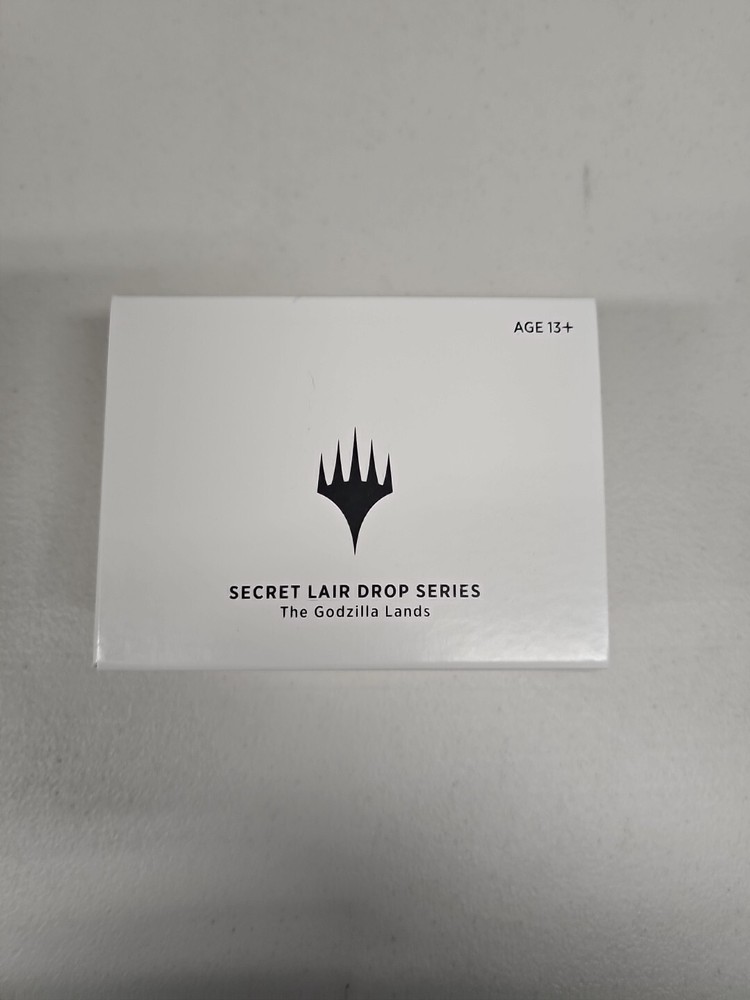 AGE 13+
SECRET LAIR DROP SERIES
The Godzilla Lands